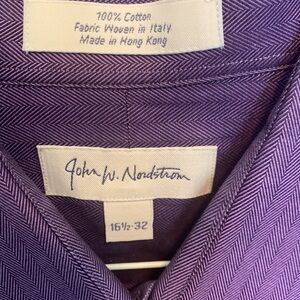 100% Cotton
Fabric Woven in Italy
Made in Hong Kong
John W. Nordstrom
16½-32